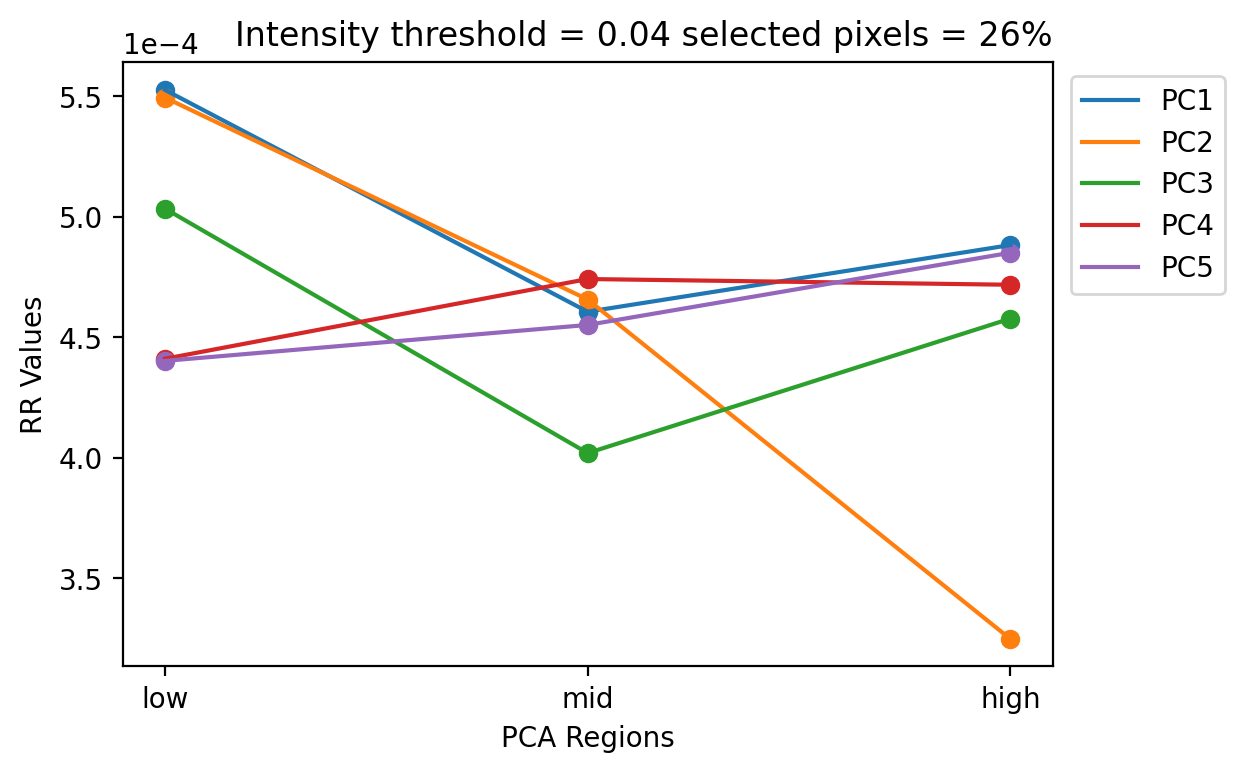 Intensity threshold = 0.04 selected pixels = 26%
1e−4
5.5
5.0
4.5
4.0
3.5
RR Values
low
mid
high
PCA Regions
PC1
PC2
PC3
PC4
PC5